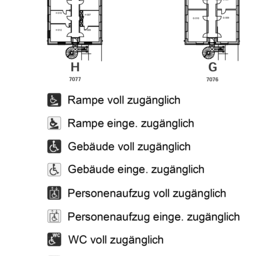 H G
7077 7076
Rampe voll zugänglich
Rampe einge. zugänglich
Gebäude voll zugänglich
Gebäude einge. zugänglich
Personenaufzug voll zugänglich
Personenaufzug einge. zugänglich
WC
WC voll zugänglich